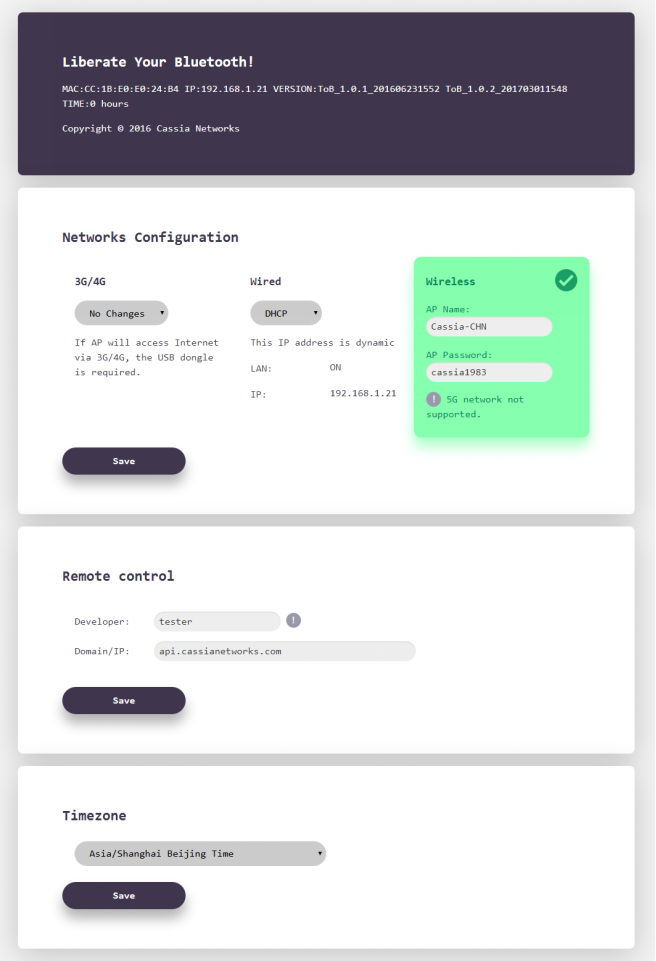 Liberate Your Bluetooth!
MAC:CC:1B:E0:E0:24:B4 IP:192.168.1.21 VERSION:ToB_1.0.1_201606231552 ToB_1.0.2_201703011548
TIME:0 hours
Copyright © 2016 Cassia Networks
Networks Configuration
3G/4G
No Changes
If AP will access Internet
via 3G/4G, the USB dongle
is required.
Wired
DHCP
This IP address is dynamic
LAN: ON
IP: 192.168.1.21
Wireless
AP Name:
Cassia-CHN
AP Password:
cassia1983
! 5G network not
supported.
Save
Remote control
Developer: tester !
Domain/IP: api.cassianetworks.com
Save
Timezone
Asia/Shanghai Beijing Time
Save